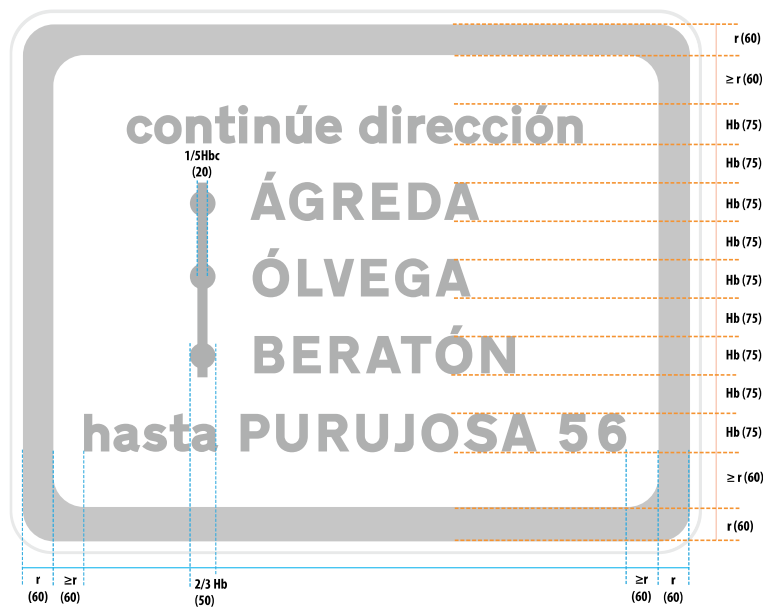 continúe dirección
1/5Hbc
(20)
ÁGREDA
ÓLVEGA
BERATÓN
hasta PURUJOSA 56
r (60)
≥ r (60)
Hb (75)
Hb (75)
Hb (75)
Hb (75)
Hb (75)
Hb (75)
Hb (75)
Hb (75)
Hb (75)
≥ r (60)
r (60)
r
(60)
≥r
(60)
2/3 Hb
(50)
≥r
(60)
r
(60)